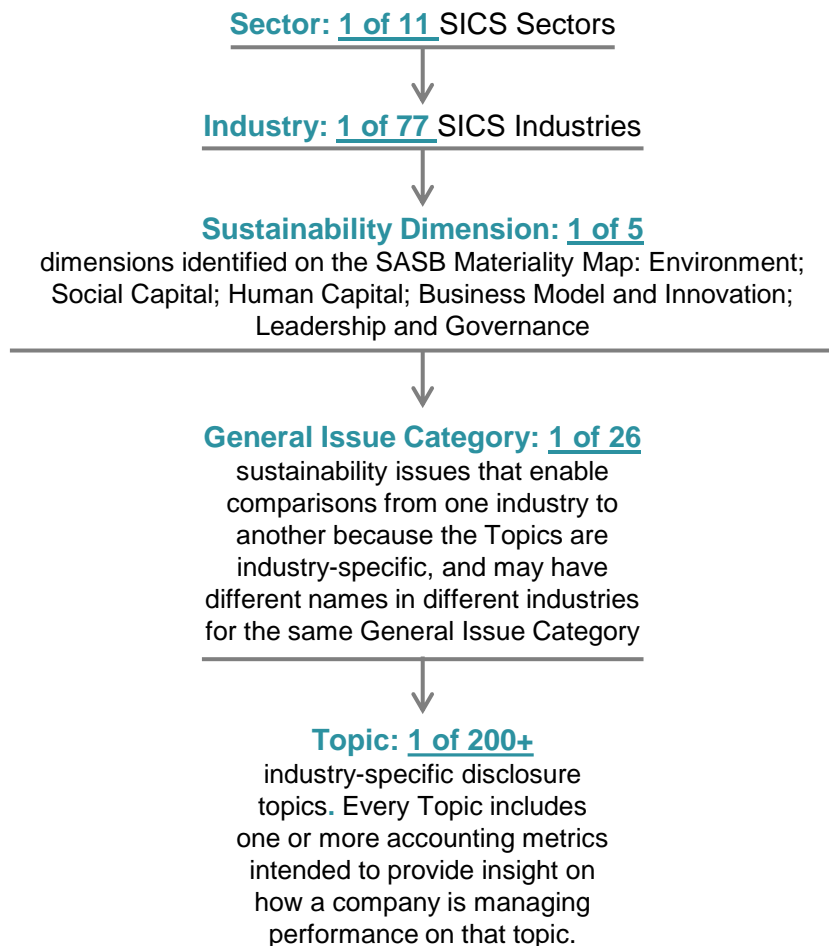 Sector: 1 of 11 SICS Sectors
Industry: 1 of 77 SICS Industries
Sustainability Dimension: 1 of 5
dimensions identified on the SASB Materiality Map: Environment;
Social Capital; Human Capital; Business Model and Innovation;
Leadership and Governance
General Issue Category: 1 of 26
sustainability issues that enable
comparisons from one industry to
another because the Topics are
industry-specific, and may have
different names in different industries
for the same General Issue Category
Topic: 1 of 200+
industry-specific disclosure
topics. Every Topic includes
one or more accounting metrics
intended to provide insight on
how a company is managing
performance on that topic.